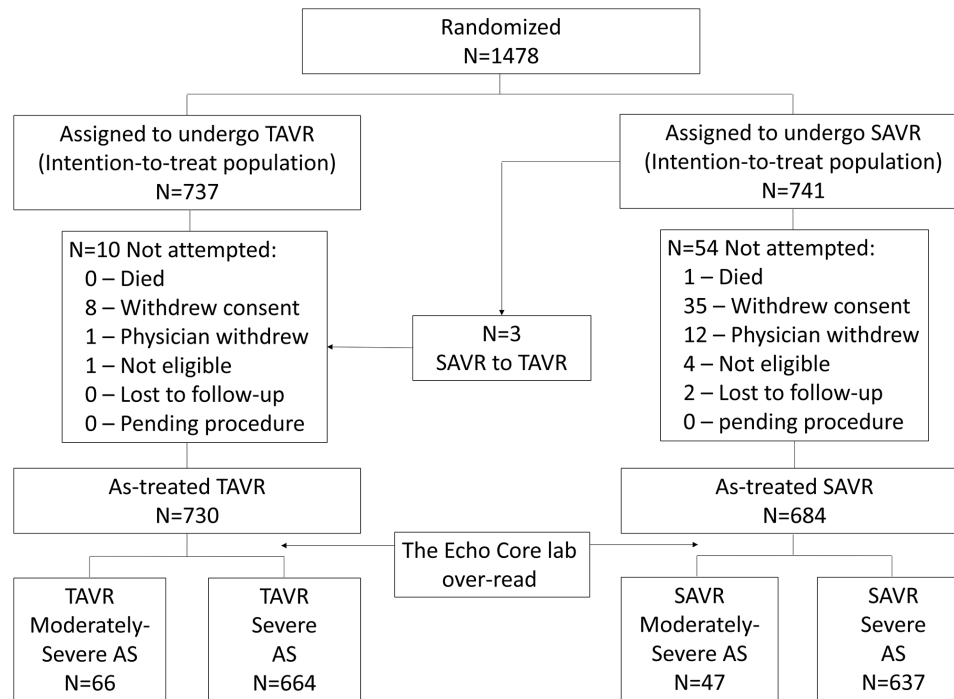 Randomized
N=1478
Assigned to undergo TAVR
(Intention-to-treat population)
N=737
Assigned to undergo SAVR
(Intention-to-treat population)
N=741
N=10 Not attempted:
0 – Died
8 – Withdrew consent
1 – Physician withdrew
1 – Not eligible
0 – Lost to follow-up
0 – Pending procedure
N=3
SAVR to TAVR
N=54 Not attempted:
1 – Died
35 – Withdrew consent
12 – Physician withdrew
4 – Not eligible
2 – Lost to follow-up
0 – pending procedure
As-treated TAVR
N=730
As-treated SAVR
N=684
The Echo Core lab
over-read
TAVR
Moderately-
Severe AS
N=66
TAVR
Severe
AS
N=664
SAVR
Moderately-
Severe AS
N=47
SAVR
Severe
AS
N=637